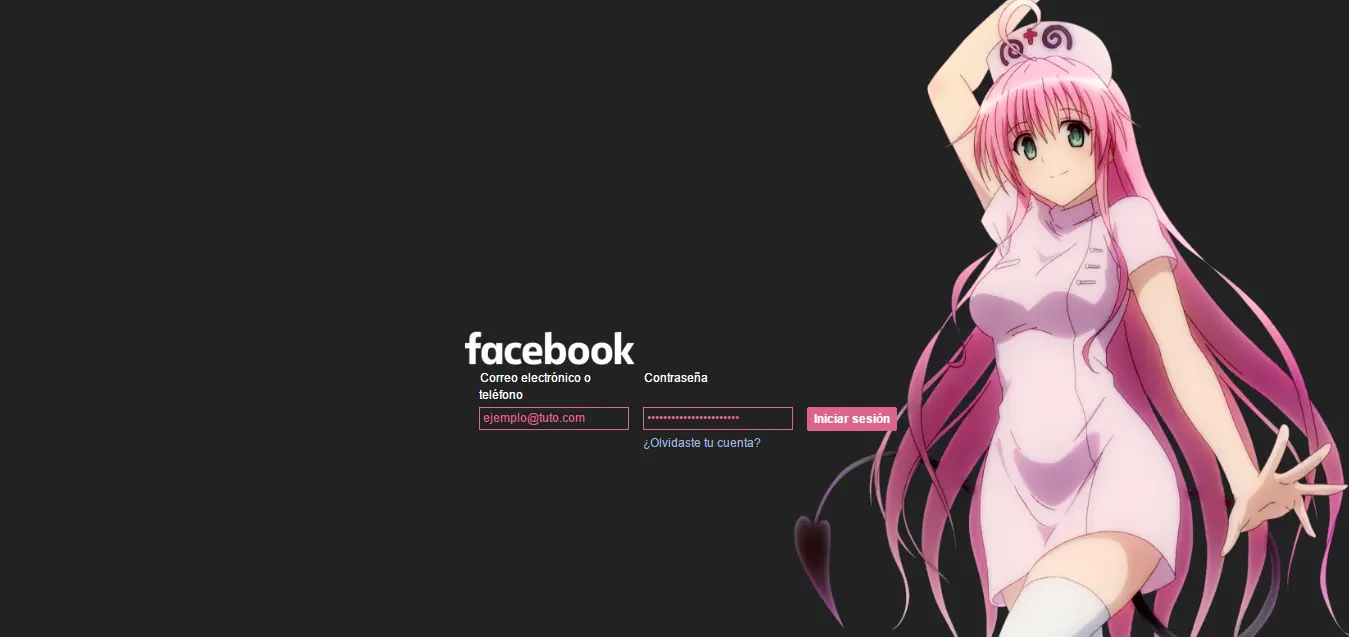 facebook
Correo electrónico o
teléfono
Contraseña
ejemplo@tuto.com
••••••••••••••••••••••
Iniciar sesión
¿Olvidaste tu cuenta?